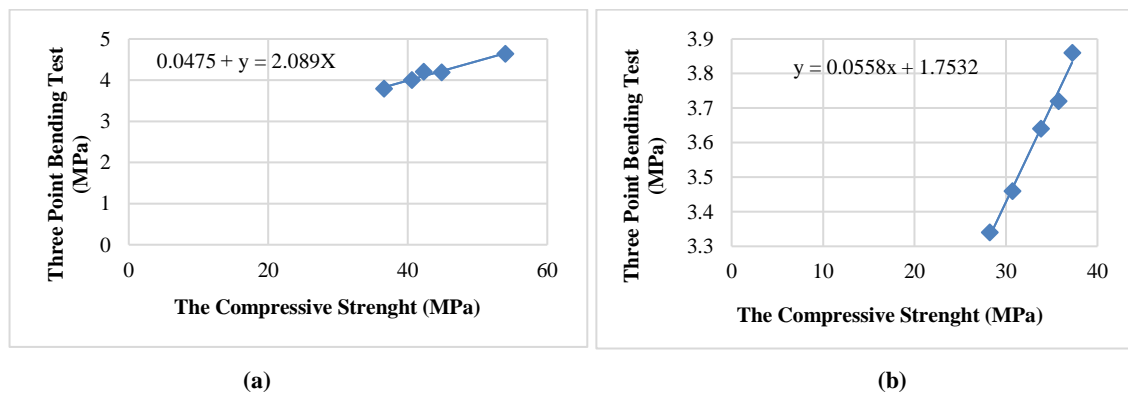 Three Point Bending Test
(MPa)
5
4
3
2
1
0
0.0475 + y = 2.089X
0
20
40
60
The Compressive Strenght (MPa)
(a)
Three Point Bending Test
(MPa)
3.9
3.8
3.7
3.6
3.5
3.4
3.3
y = 0.0558x + 1.7532
0
10
20
30
40
The Compressive Strenght (MPa)
(b)